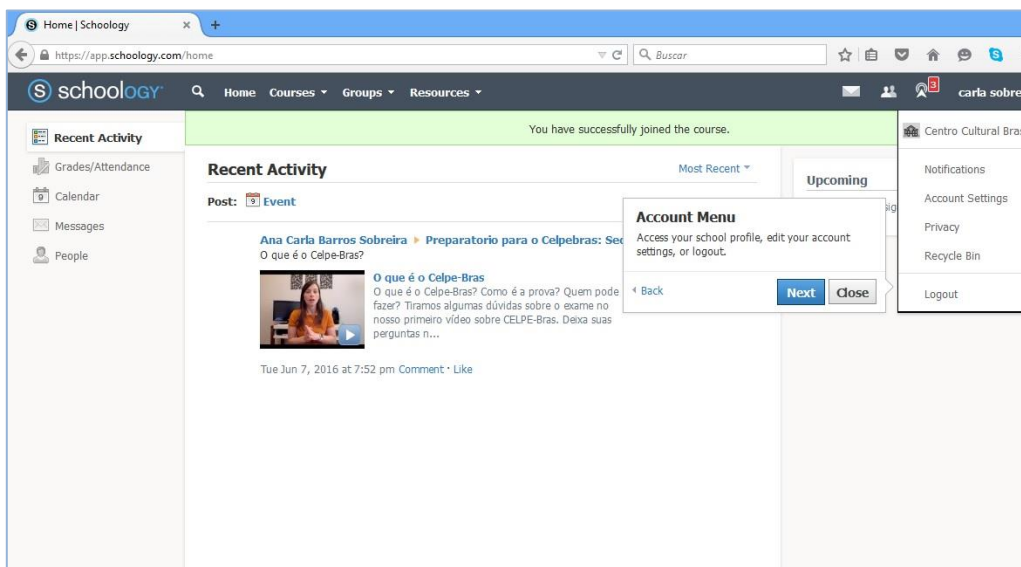 Home | Schoology
https://app.schoology.com/home
Buscar
schoology
Home Courses Groups Resources
3
carla sobre
You have successfully joined the course.
Recent Activity
Grades/Attendance
9
Calendar
Messages
People
Recent Activity
Most Recent
Post: 9 Event
Ana Carla Barros Sobreira Preparatorio para o Celpebras: Sec
O que é o Celpe-Bras?
O que é o Celpe-Bras
O que é o Celpe-Bras? Como é a prova? Quem pode
fazer? Tiramos algumas dúvidas sobre o exame no
nosso primeiro vídeo sobre CELPE-Bras. Deixa suas
perguntas n...
Tue Jun 7, 2016 at 7:52 pm Comment · Like
Upcoming
Account Menu
Access your school profile, edit your account
settings, or logout.
Back
Next
Close
Centro Cultural Bras
Notifications
Account Settings
Privacy
Recycle Bin
Logout